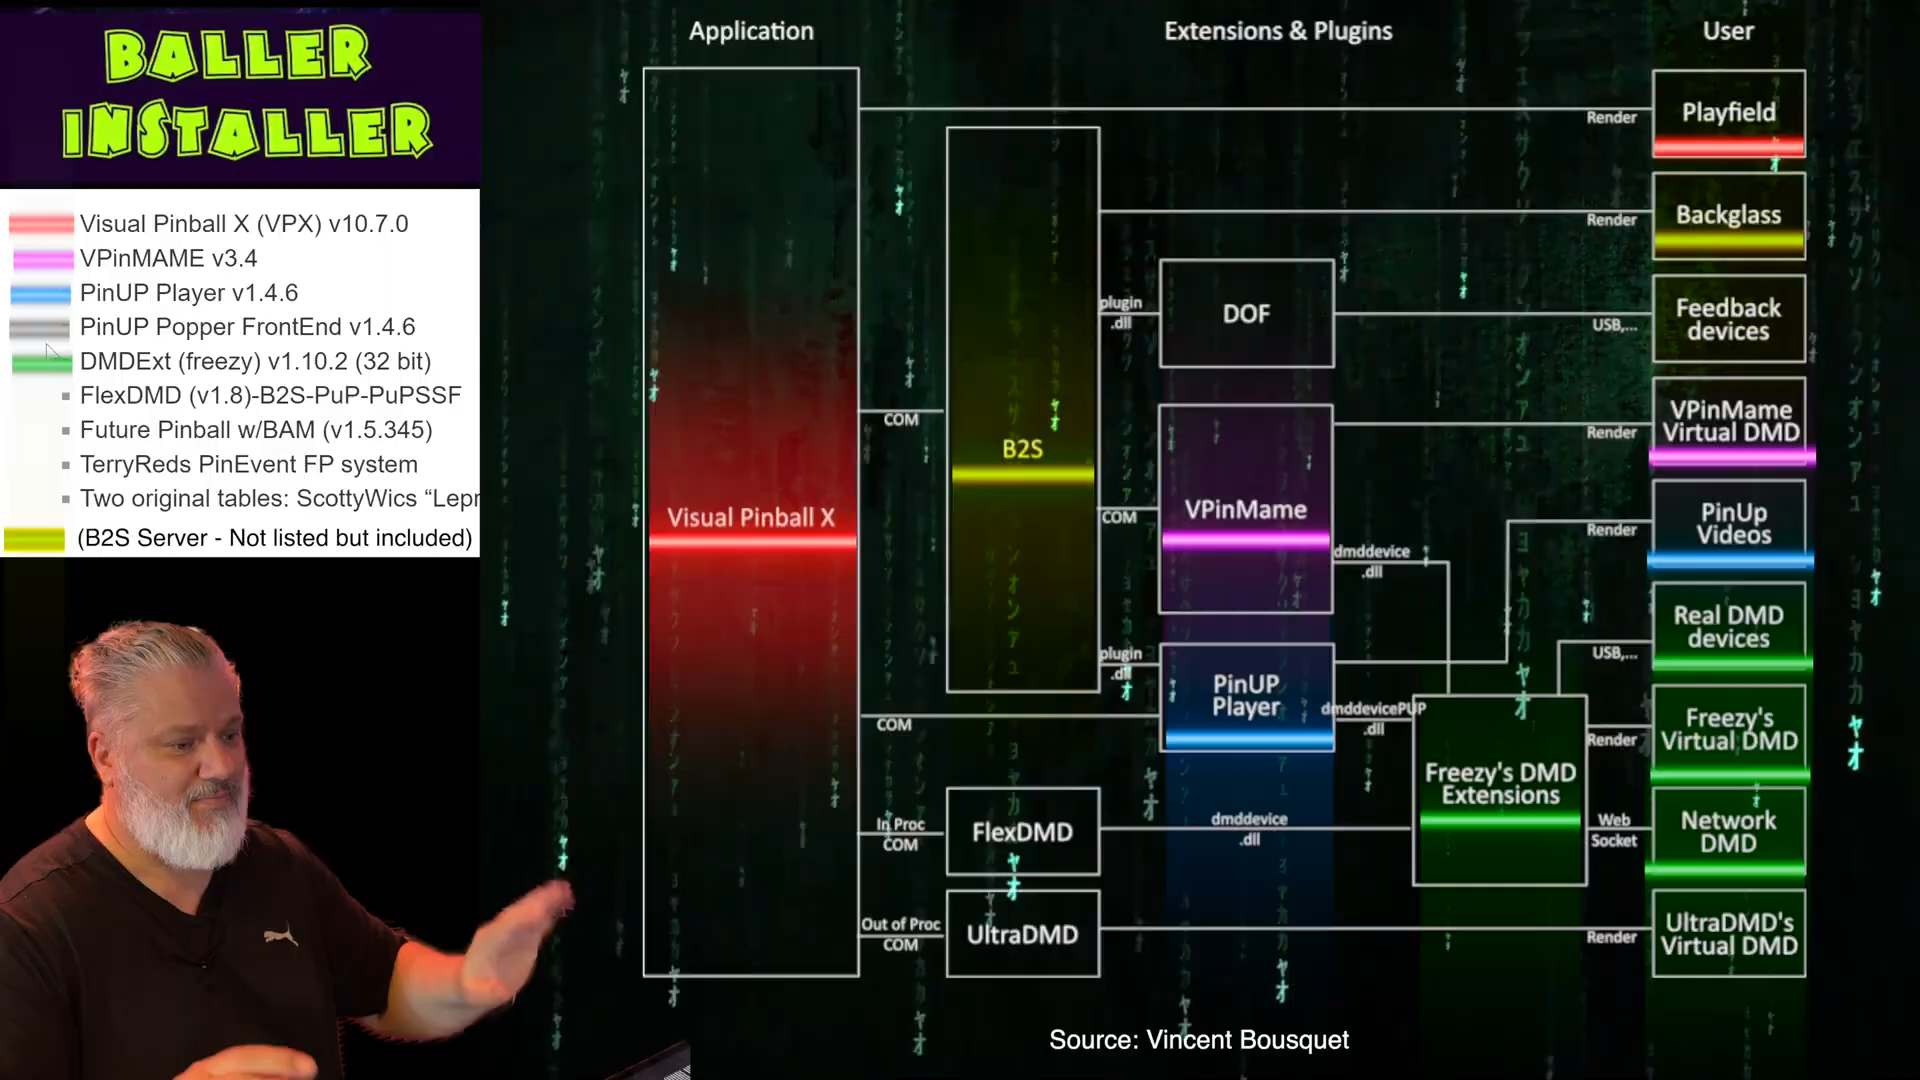 BALLER
INSTALLER
Visual Pinball X (VPX) v10.7.0
VPinMAME v3.4
PinUP Player v1.4.6
PinUP Popper FrontEnd v1.4.6
DMDExt (freezy) v1.10.2 (32 bit)
FlexDMD (v1.8)-B2S-PuP-PuPSSF
Future Pinball w/BAM (v1.5.345)
TerryReds PinEvent FP system
Two original tables: ScottyWics “Lepr
(B2S Server - Not listed but included)
Application
Extensions & Plugins
User
Visual Pinball X
COM
COM
In Proc
COM
Out of Proc
COM
B2S
FlexDMD
UltraDMD
plugin
.dll
COM
plugin
.dll
DOF
VPinMame
PinUP
Player
dmddevice
.dll
dmddevicePUP
.dll
dmddevice
.dll
Freezy's DMD
Extensions
Render
Render
USB,...
Render
Render
USB,...
Render
Web
Socket
Render
Playfield
Backglass
Feedback
devices
VPinMame
Virtual DMD
PinUp
Videos
Real DMD
devices
Freezy's
Virtual DMD
Network
DMD
UltraDMD's
Virtual DMD
Source: Vincent Bousquet